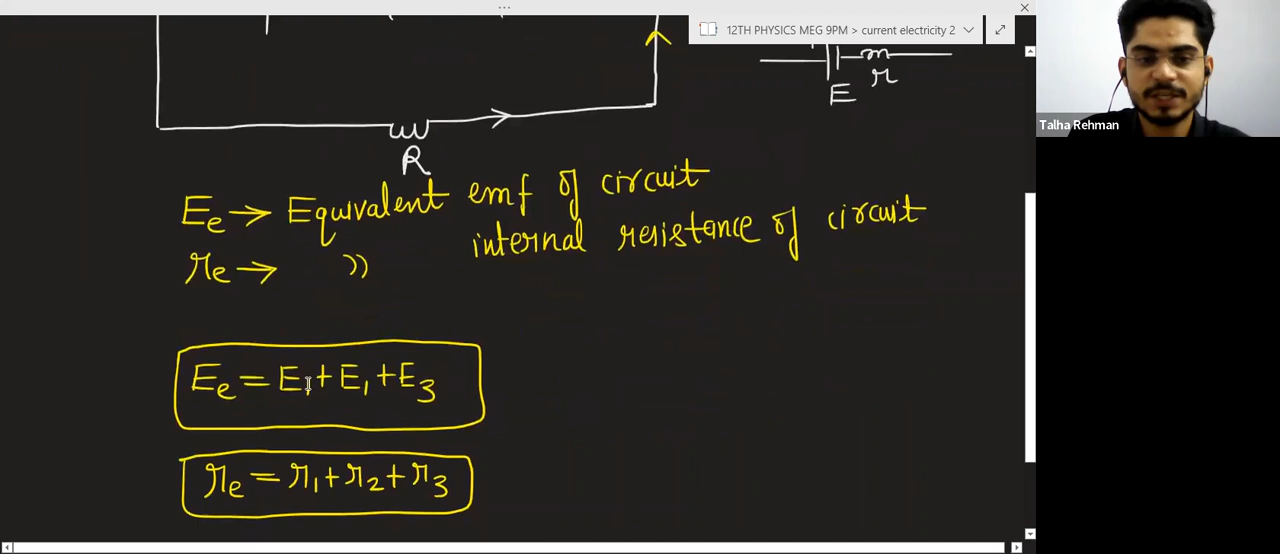 12TH PHYSICS MEG 9PM > current electricity 2
E
r
Talha Rehman
R
Ee → Equivalent emf of circuit
re → " internal resistance of circuit
Ee = E1 + E1 + E3
re = r1 + r2 + r3